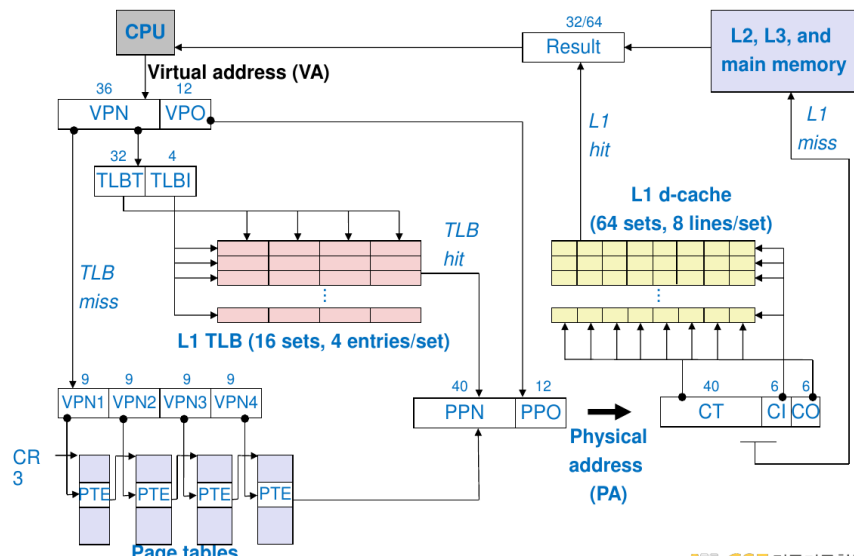 CPU
32/64
Result
L2, L3, and
main memory
Virtual address (VA)
36
12
VPN
VPO
L1
hit
L1
miss
32
4
TLBT
TLBI
TLB
hit
TLB
miss
L1 d-cache
(64 sets, 8 lines/set)
...
...
L1 TLB (16 sets, 4 entries/set)
9
9
9
9
VPN1
VPN2
VPN3
VPN4
40
12
PPN
PPO
40
6
6
CT
CI
CO
Physical
address
(PA)
CR
3
PTE
PTE
PTE
PTE
Page tables